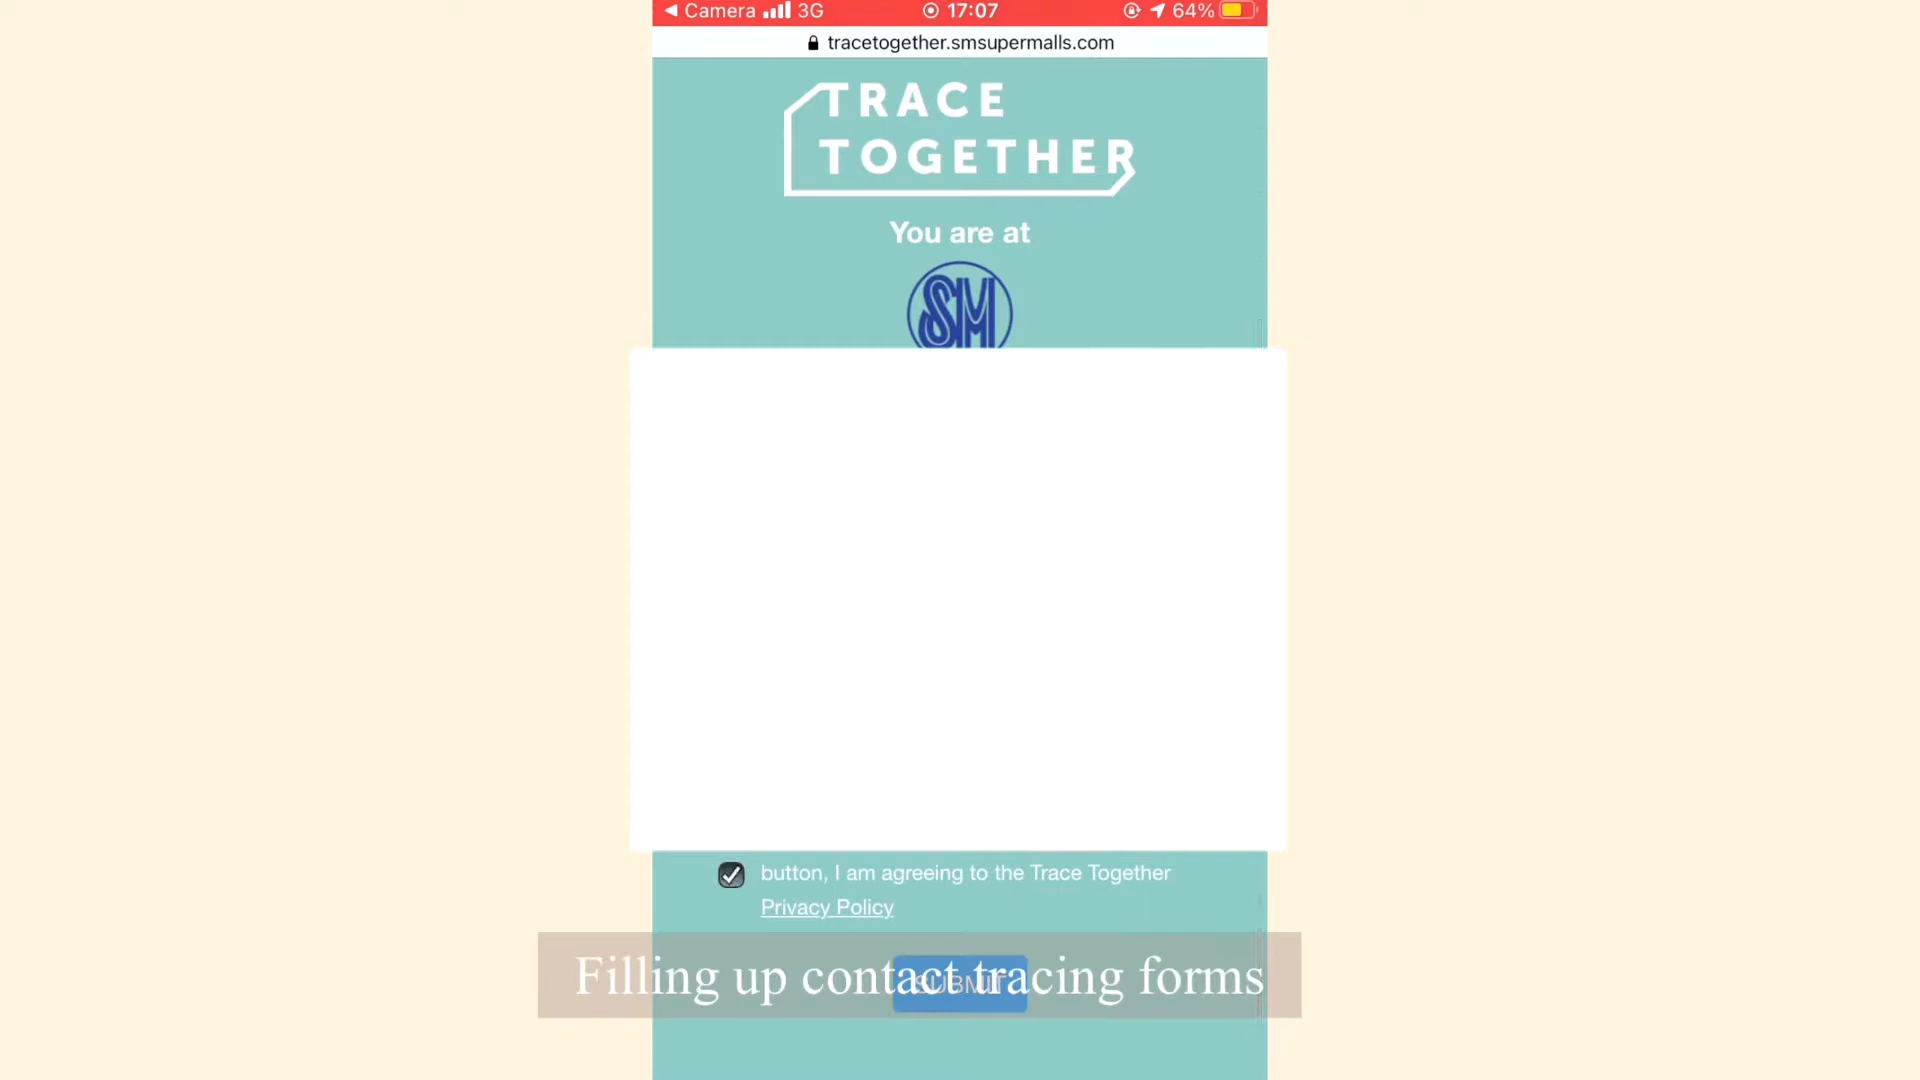 Camera 3G 17:07 64%
tracetogether.smsupermalls.com
TRACE
TOGETHER
You are at
SM
button, I am agreeing to the Trace Together
Privacy Policy
SUBMIT
Filling up contact tracing forms